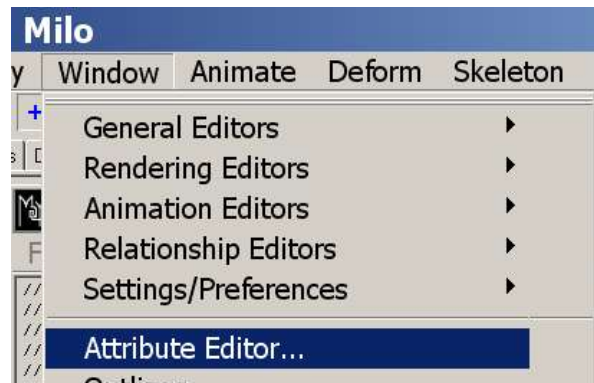 Milo
y Window Animate Deform Skeleton
General Editors
Rendering Editors
Animation Editors
Relationship Editors
Settings/Preferences
Attribute Editor...